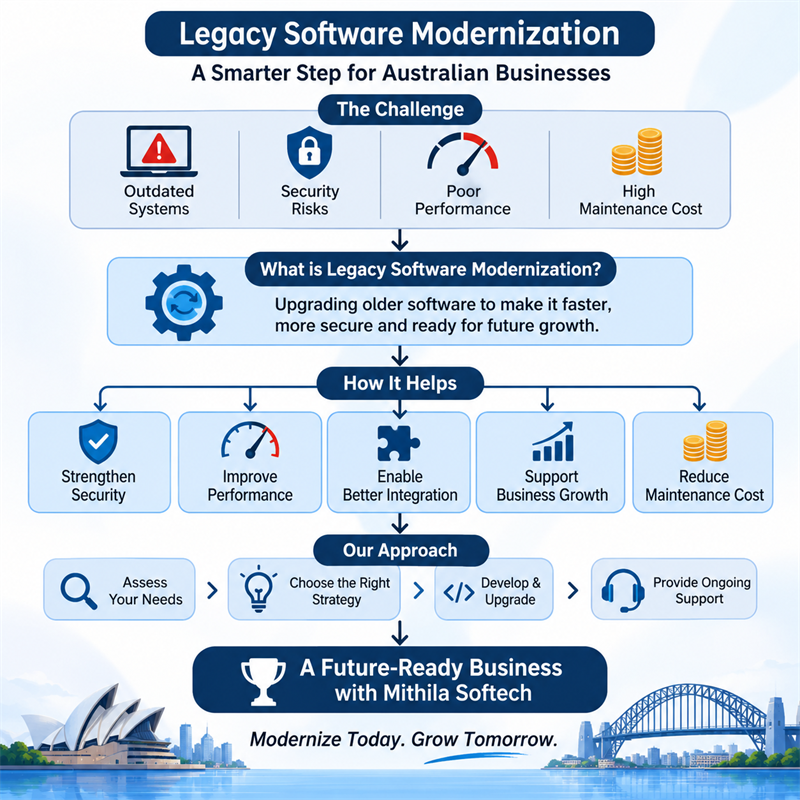 Legacy Software Modernization
A Smarter Step for Australian Businesses
The Challenge
Outdated
Systems
Security
Risks
Poor
Performance
High
Maintenance Cost
What is Legacy Software Modernization?
Upgrading older software to make it faster,
more secure and ready for future growth.
How It Helps
Strengthen
Security
Improve
Performance
Enable
Better Integration
Support
Business Growth
Reduce
Maintenance Cost
Our Approach
Assess
Your Needs
Choose the Right
Strategy
</>
Develop &
Upgrade
Provide Ongoing
Support
A Future-Ready Business
with Mithila Softech
Modernize Today. Grow Tomorrow.